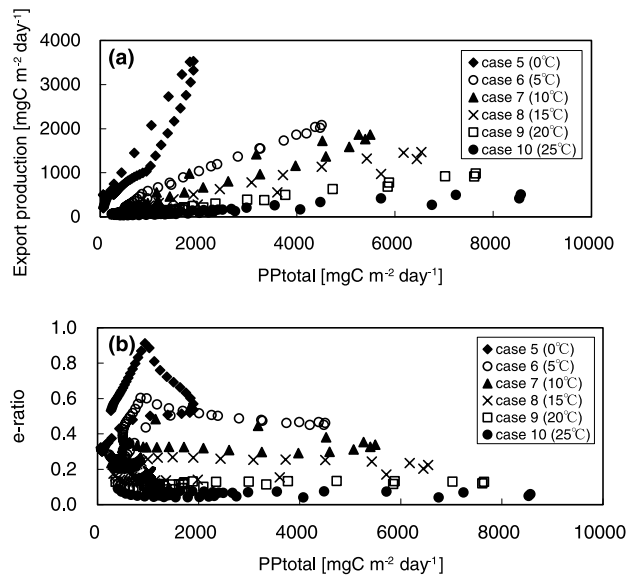 (a)
Export production [mgC m-2 day-1]
4000
3000
2000
1000
0
case 5 (0℃)
case 6 (5℃)
case 7 (10℃)
case 8 (15℃)
case 9 (20℃)
case 10 (25℃)
0 2000 4000 6000 8000 10000
PPtotal [mgC m-2 day-1]
(b)
e-ratio
1.0
0.8
0.6
0.4
0.2
0.0
case 5 (0℃)
case 6 (5℃)
case 7 (10℃)
case 8 (15℃)
case 9 (20℃)
case 10 (25℃)
0 2000 4000 6000 8000 10000
PPtotal [mgC m-2 day-1]